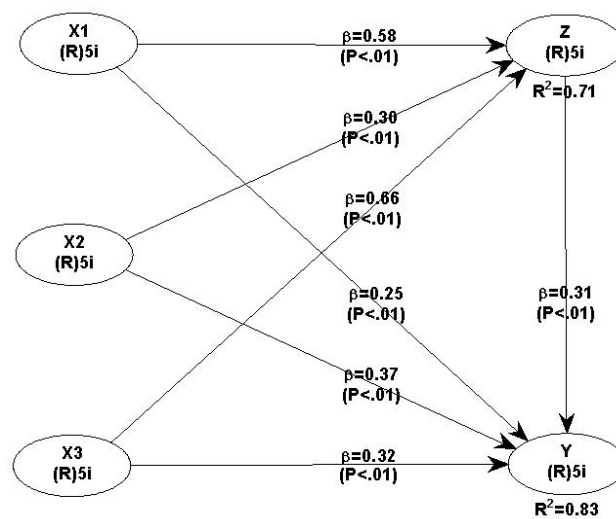 X1
(R)5i
β=0.58
(P<.01)
Z
(R)5i
R²=0.71
β=0.30
(P<.01)
β=0.66
(P<.01)
X2
(R)5i
β=0.25
(P<.01)
β=0.31
(P<.01)
β=0.37
(P<.01)
X3
(R)5i
β=0.32
(P<.01)
Y
(R)5i
R²=0.83